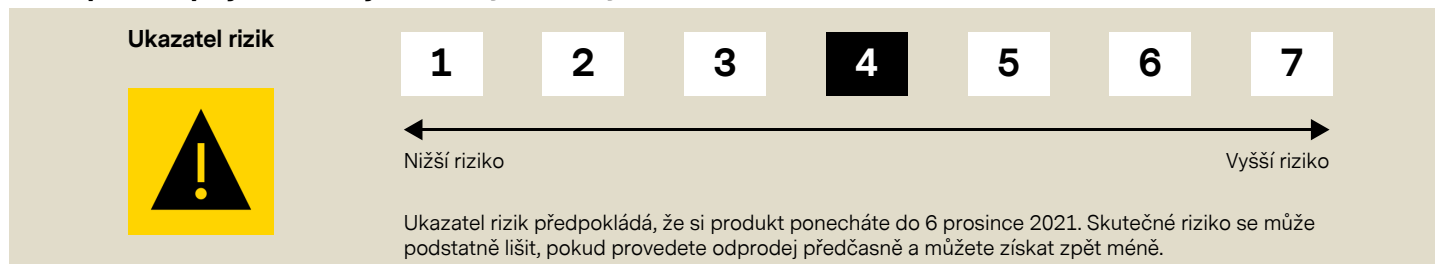 Ukazatel rizik
1 2 3 4 5 6 7
Nižší riziko Vyšší riziko
Ukazatel rizik předpokládá, že si produkt ponecháte do 6 prosince 2021. Skutečné riziko se může
podstatně lišit, pokud provedete odprodej předčasně a můžete získat zpět méně.